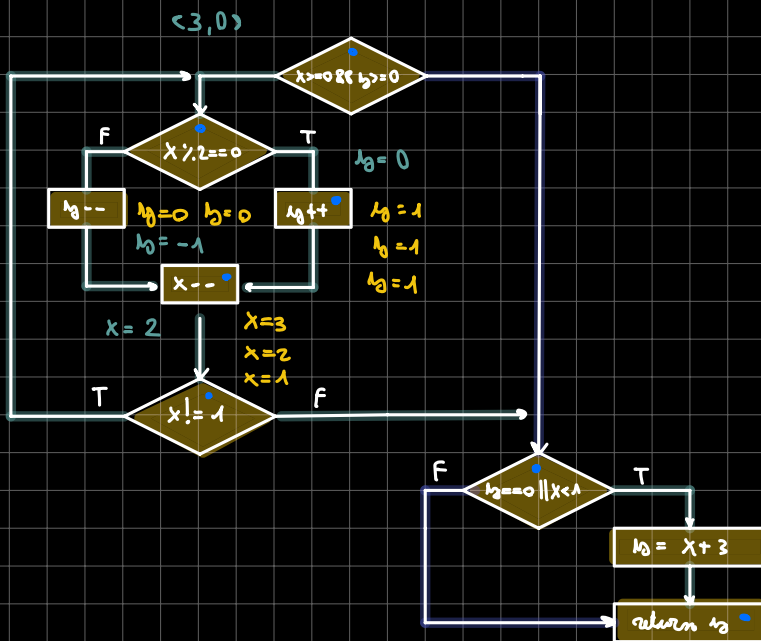 <3,0>
x>=0 && y>=0
F
T
x%2==0
y=0
y--
y=0 y=0
y++
y=1
y=-1
y=1
x--
y=1
x=2
x=3
x=2
x=1
T
F
x!=1
F
T
y==0||x<1
y= x+3
return y